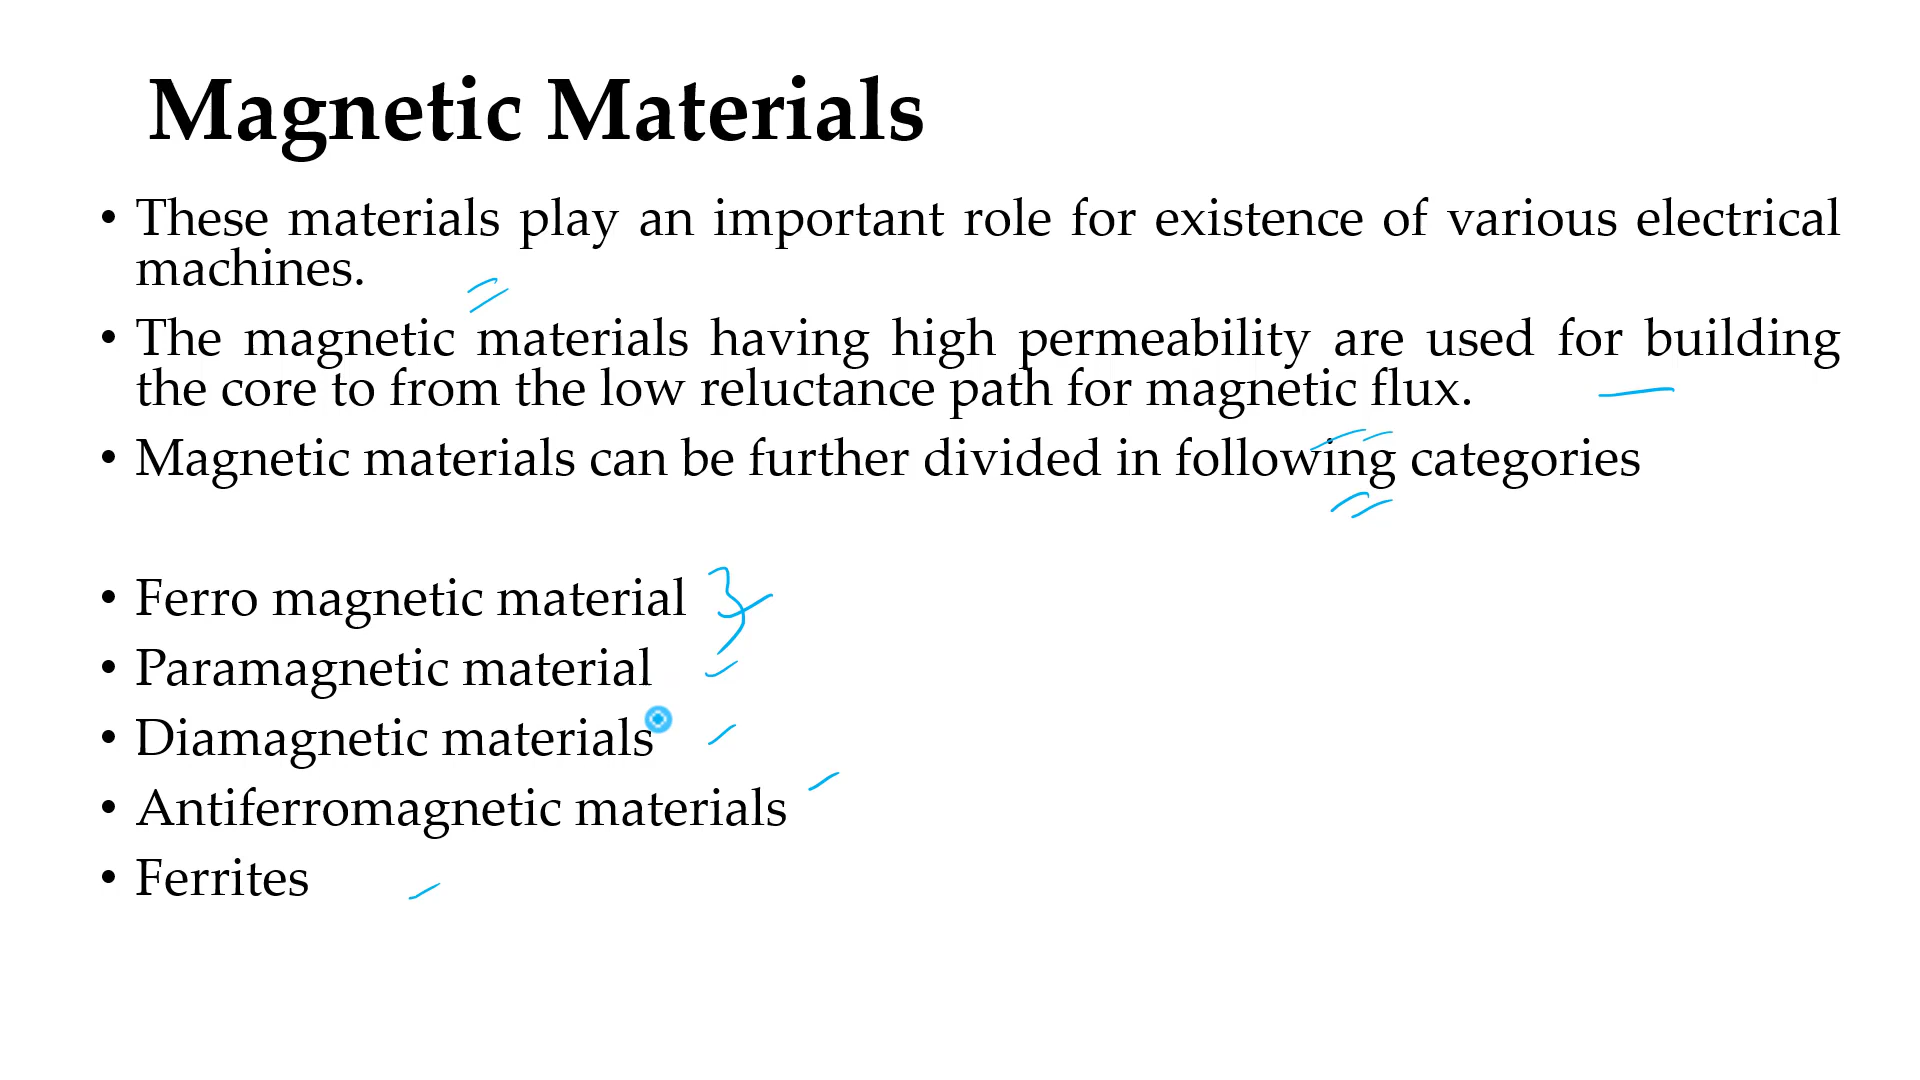 Magnetic Materials
• These materials play an important role for existence of various electrical
machines.
• The magnetic materials having high permeability are used for building
the core to from the low reluctance path for magnetic flux.
• Magnetic materials can be further divided in following categories
• Ferro magnetic material
• Paramagnetic material
• Diamagnetic materials
• Antiferromagnetic materials
• Ferrites